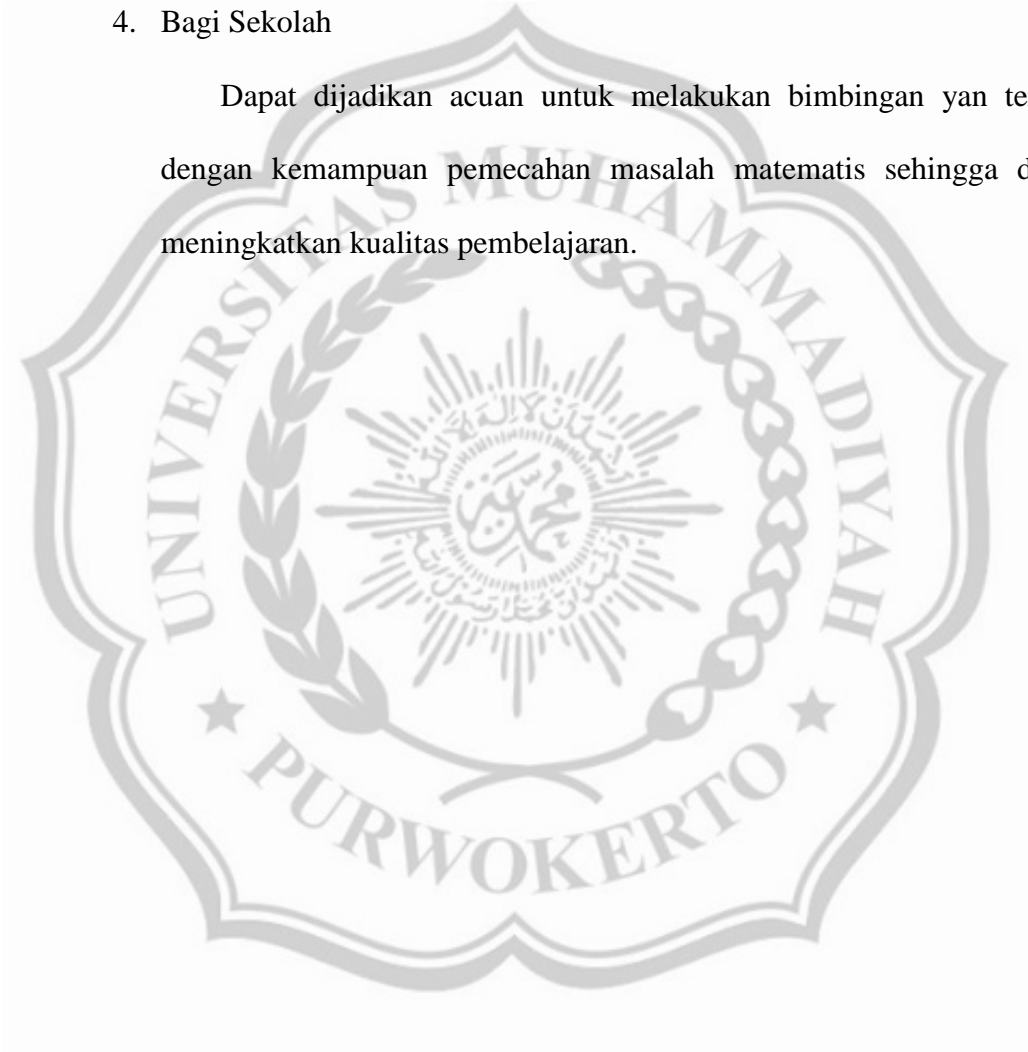 4. Bagi Sekolah
Dapat dijadikan acuan untuk melakukan bimbingan yan
dengan kemampuan pemecahan masalah matematis sehingga
meningkatkan kualitas pembelajaran.
UNIVERSITAS MUHAMMADIYAH
PURWOKERTO